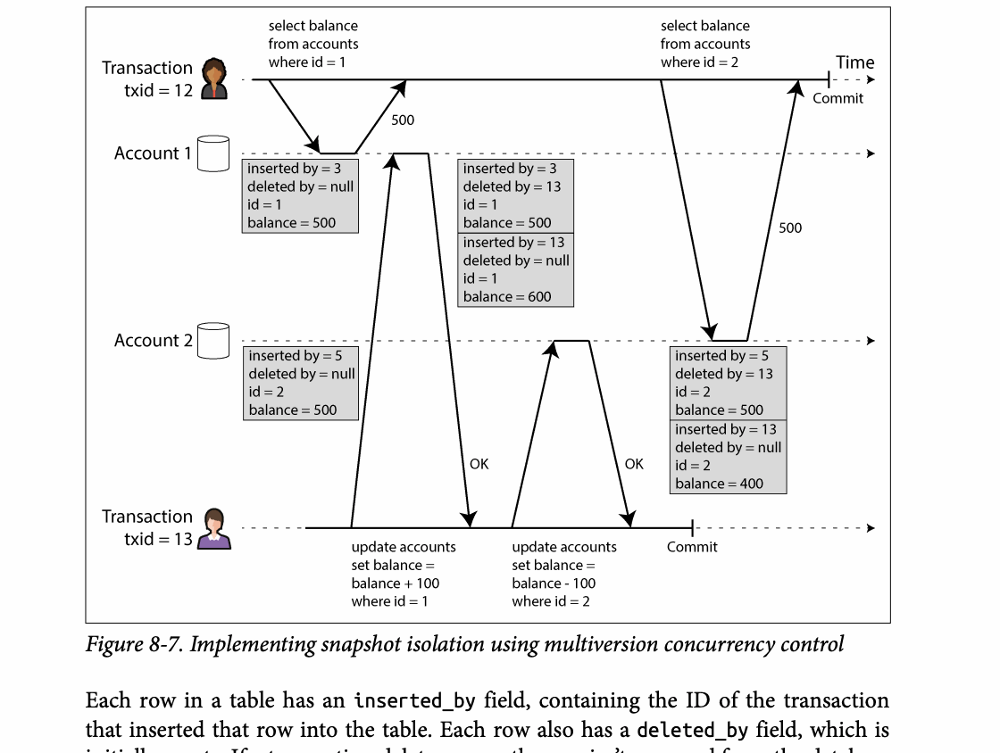 select balance
from accounts
where id = 1
select balance
from accounts
where id = 2
Time
Transaction
txid = 12
Commit
500
Account 1
inserted by = 3
deleted by = null
id = 1
balance = 500
inserted by = 3
deleted by = 13
id = 1
balance = 500
inserted by = 13
deleted by = null
id = 1
balance = 600
500
Account 2
inserted by = 5
deleted by = null
id = 2
balance = 500
inserted by = 5
deleted by = 13
id = 2
balance = 500
inserted by = 13
deleted by = null
id = 2
balance = 400
OK
OK
Transaction
txid = 13
update accounts
set balance =
balance + 100
where id = 1
update accounts
set balance =
balance - 100
where id = 2
Commit
Figure 8-7. Implementing snapshot isolation using multiversion concurrency control
Each row in a table has an inserted_by field, containing the ID of the transaction
that inserted that row into the table. Each row also has a deleted_by field, which is